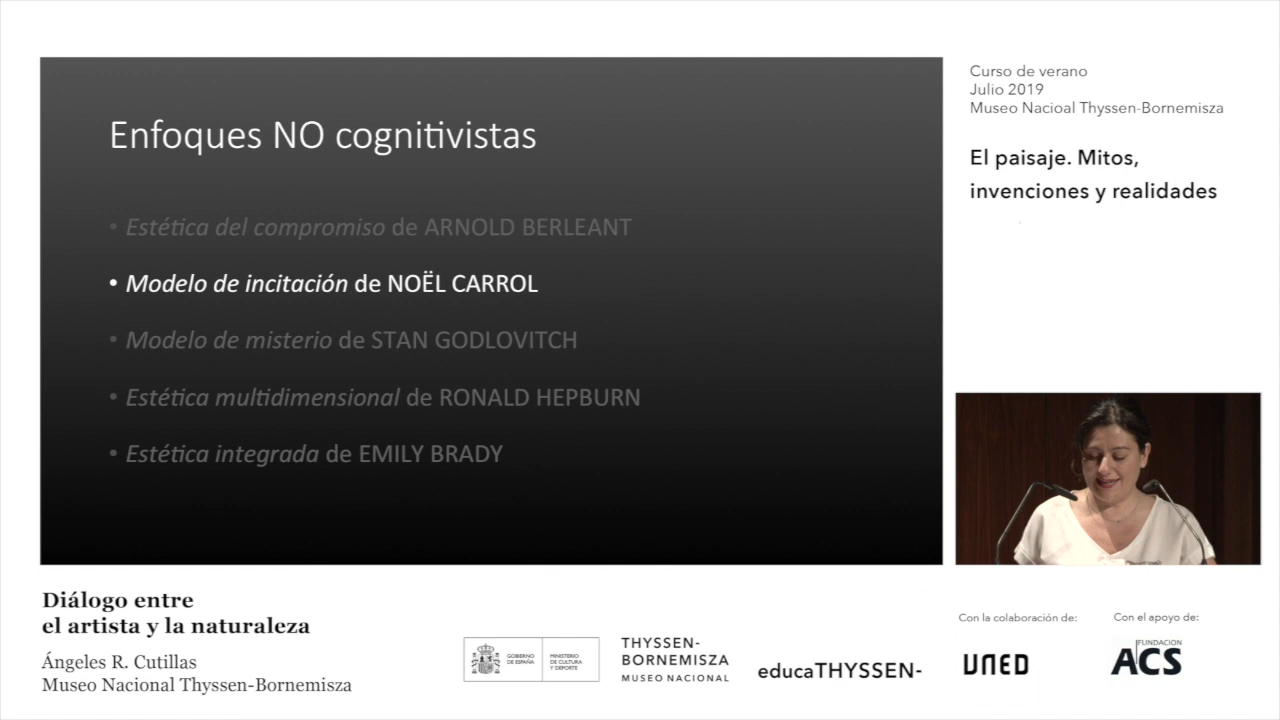 Enfoques NO cognitivistas
• Estética del compromiso de ARNOLD BERLEANT
• Modelo de incitación de NOËL CARROL
• Modelo de misterio de STAN GODLOVITCH
• Estética multidimensional de RONALD HEPBURN
• Estética integrada de EMILY BRADY
Curso de verano
Julio 2019
Museo Nacioal Thyssen-Bornemisza
El paisaje. Mitos,
invenciones y realidades
Diálogo entre
el artista y la naturaleza
Ángeles R. Cutillas
Museo Nacional Thyssen-Bornemisza
GOBIERNO
DE ESPAÑA
MINISTERIO
DE CULTURA
Y DEPORTE
THYSSEN-
BORNEMISZA
MUSEO NACIONAL
educaTHYSSEN-
Con la colaboración de:
UNED
Con el apoyo de:
FUNDACION
ACS